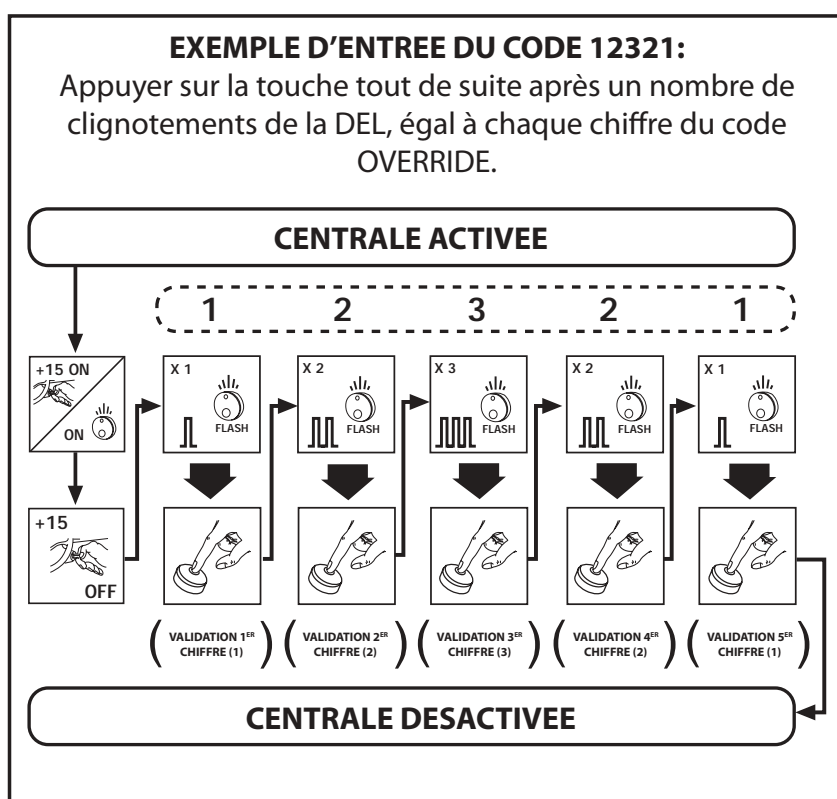 EXEMPLE D'ENTREE DU CODE 12321:
Appuyer sur la touche tout de suite après un nombre de
clignotements de la DEL, égal à chaque chiffre du code
OVERRIDE.
CENTRALE ACTIVEE
1 2 3 2 1
+15 ON
ON
X 1
FLASH
X 2
FLASH
X 3
FLASH
X 2
FLASH
X 1
FLASH
+15
OFF
(VALIDATION 1ER
CHIFFRE (1))
(VALIDATION 2ER
CHIFFRE (2))
(VALIDATION 3ER
CHIFFRE (3))
(VALIDATION 4ER
CHIFFRE (2))
(VALIDATION 5ER
CHIFFRE (1))
CENTRALE DESACTIVEE